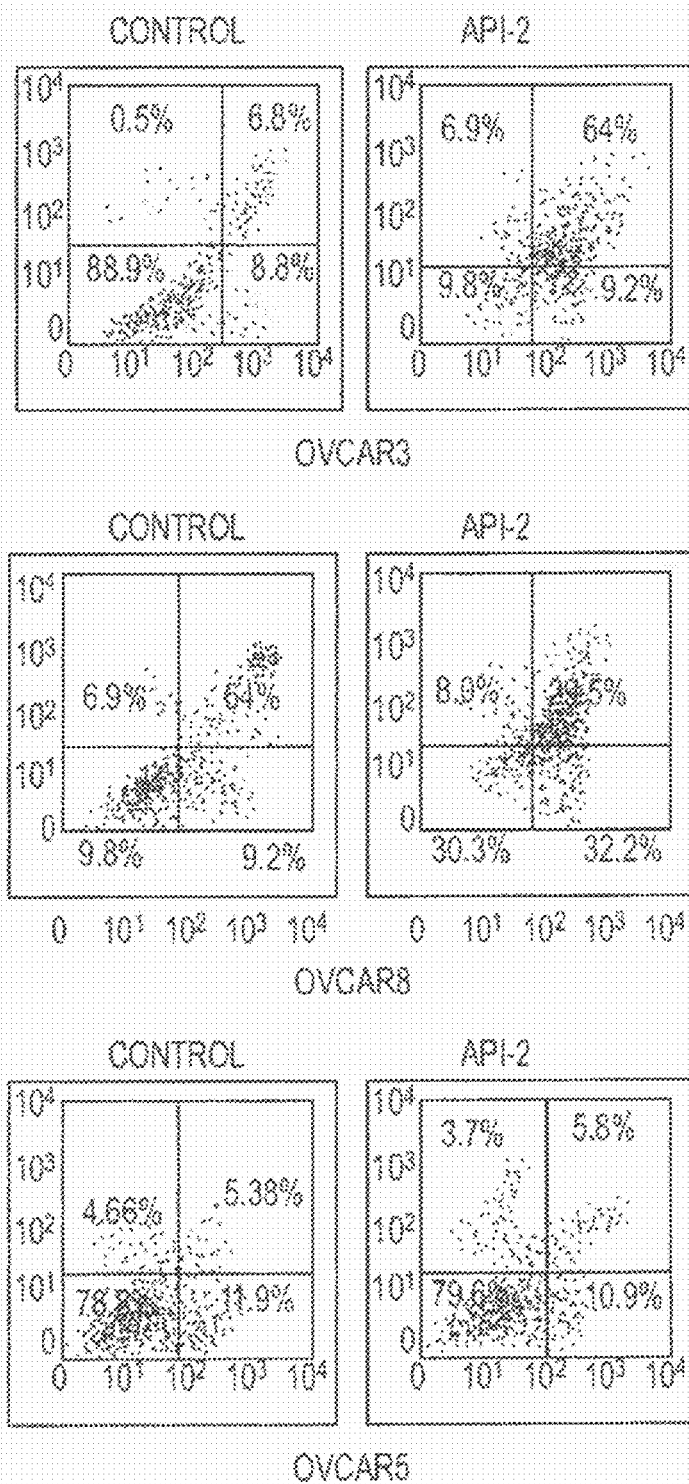 CONTROL API-2
10⁴ 10⁴
0.5% 6.8% 6.9% 64%
10³ 10³
10² 10²
10¹ 88.9% 8.8% 10¹
9.8% 9.2%
0 0
0 10¹ 10² 10³ 10⁴ 0 10¹ 10² 10³ 10⁴
OVCAR3
CONTROL API-2
10⁴ 10⁴
10³ 10³
6.9% 64% 8.0%
10² 10²
10¹ 10¹
0 0
9.8% 9.2% 30.3% 32.2%
0 10¹ 10² 10³ 10⁴ 0 10¹ 10² 10³ 10⁴
OVCAR8
CONTROL API-2
10⁴ 10⁴
3.7% 5.8%
10³ 10³
4.66% 5.38%
10² 10²
10¹ 10¹
11.9% 10.9%
0 0
0 10¹ 10² 10³ 10⁴ 0 10¹ 10² 10³ 10⁴
OVCAR5